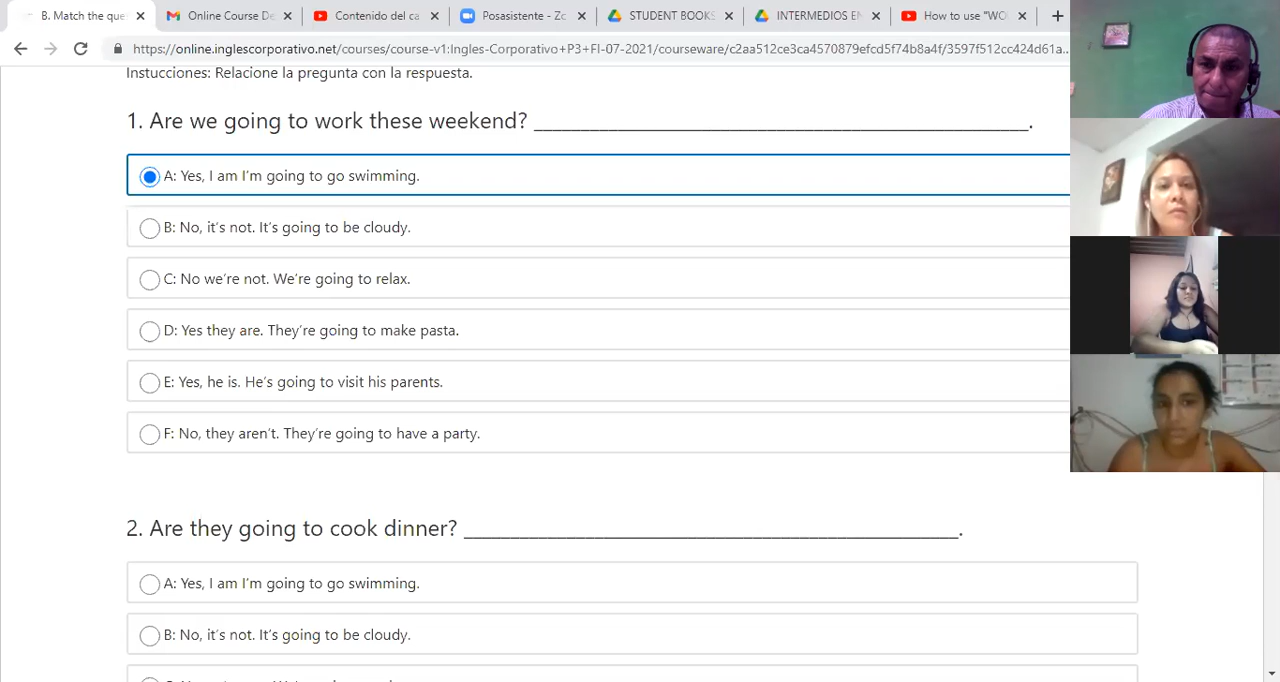 B. Match the que
Online Course De
Contenido del ca
Posasistente - Zo
STUDENT BOOKS
INTERMEDIOS EN
How to use "WO
https://online.inglescorporativo.net/courses/course-v1:Ingles-Corporativo+P3+FI-07-2021/courseware/c2aa512ce3ca4570879efcd5f74b8a4f/3597f512cc424d61a...
Instucciones: Relacione la pregunta con la respuesta.
1. Are we going to work these weekend? ______________________________________________.
A: Yes, I am I'm going to go swimming.
B: No, it's not. It's going to be cloudy.
C: No we're not. We're going to relax.
D: Yes they are. They're going to make pasta.
E: Yes, he is. He's going to visit his parents.
F: No, they aren't. They're going to have a party.
2. Are they going to cook dinner? ______________________________________________.
A: Yes, I am I'm going to go swimming.
B: No, it's not. It's going to be cloudy.